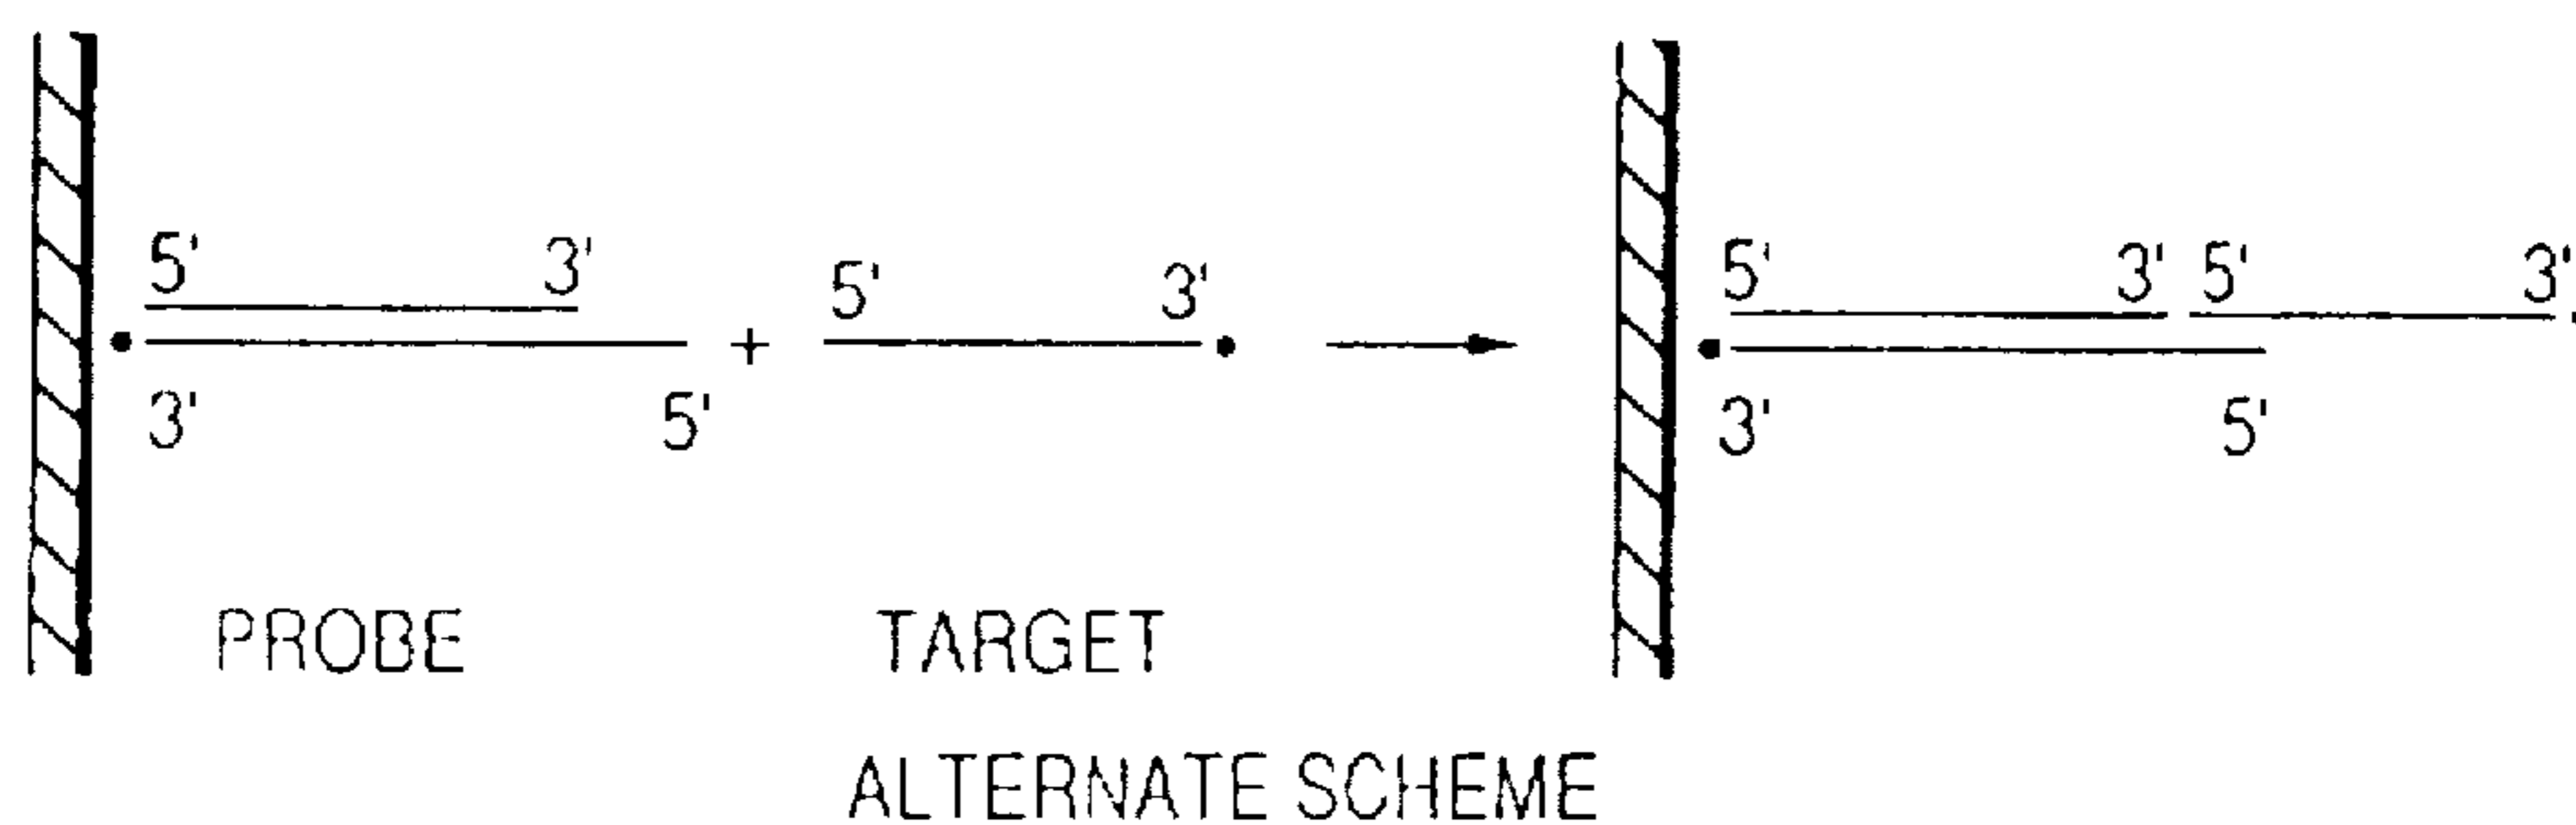 5' 3' 5' 3' 5' 3' 5' 3'
+
3' 5' 3' 5'
PROBE TARGET
ALTERNATE SCHEME